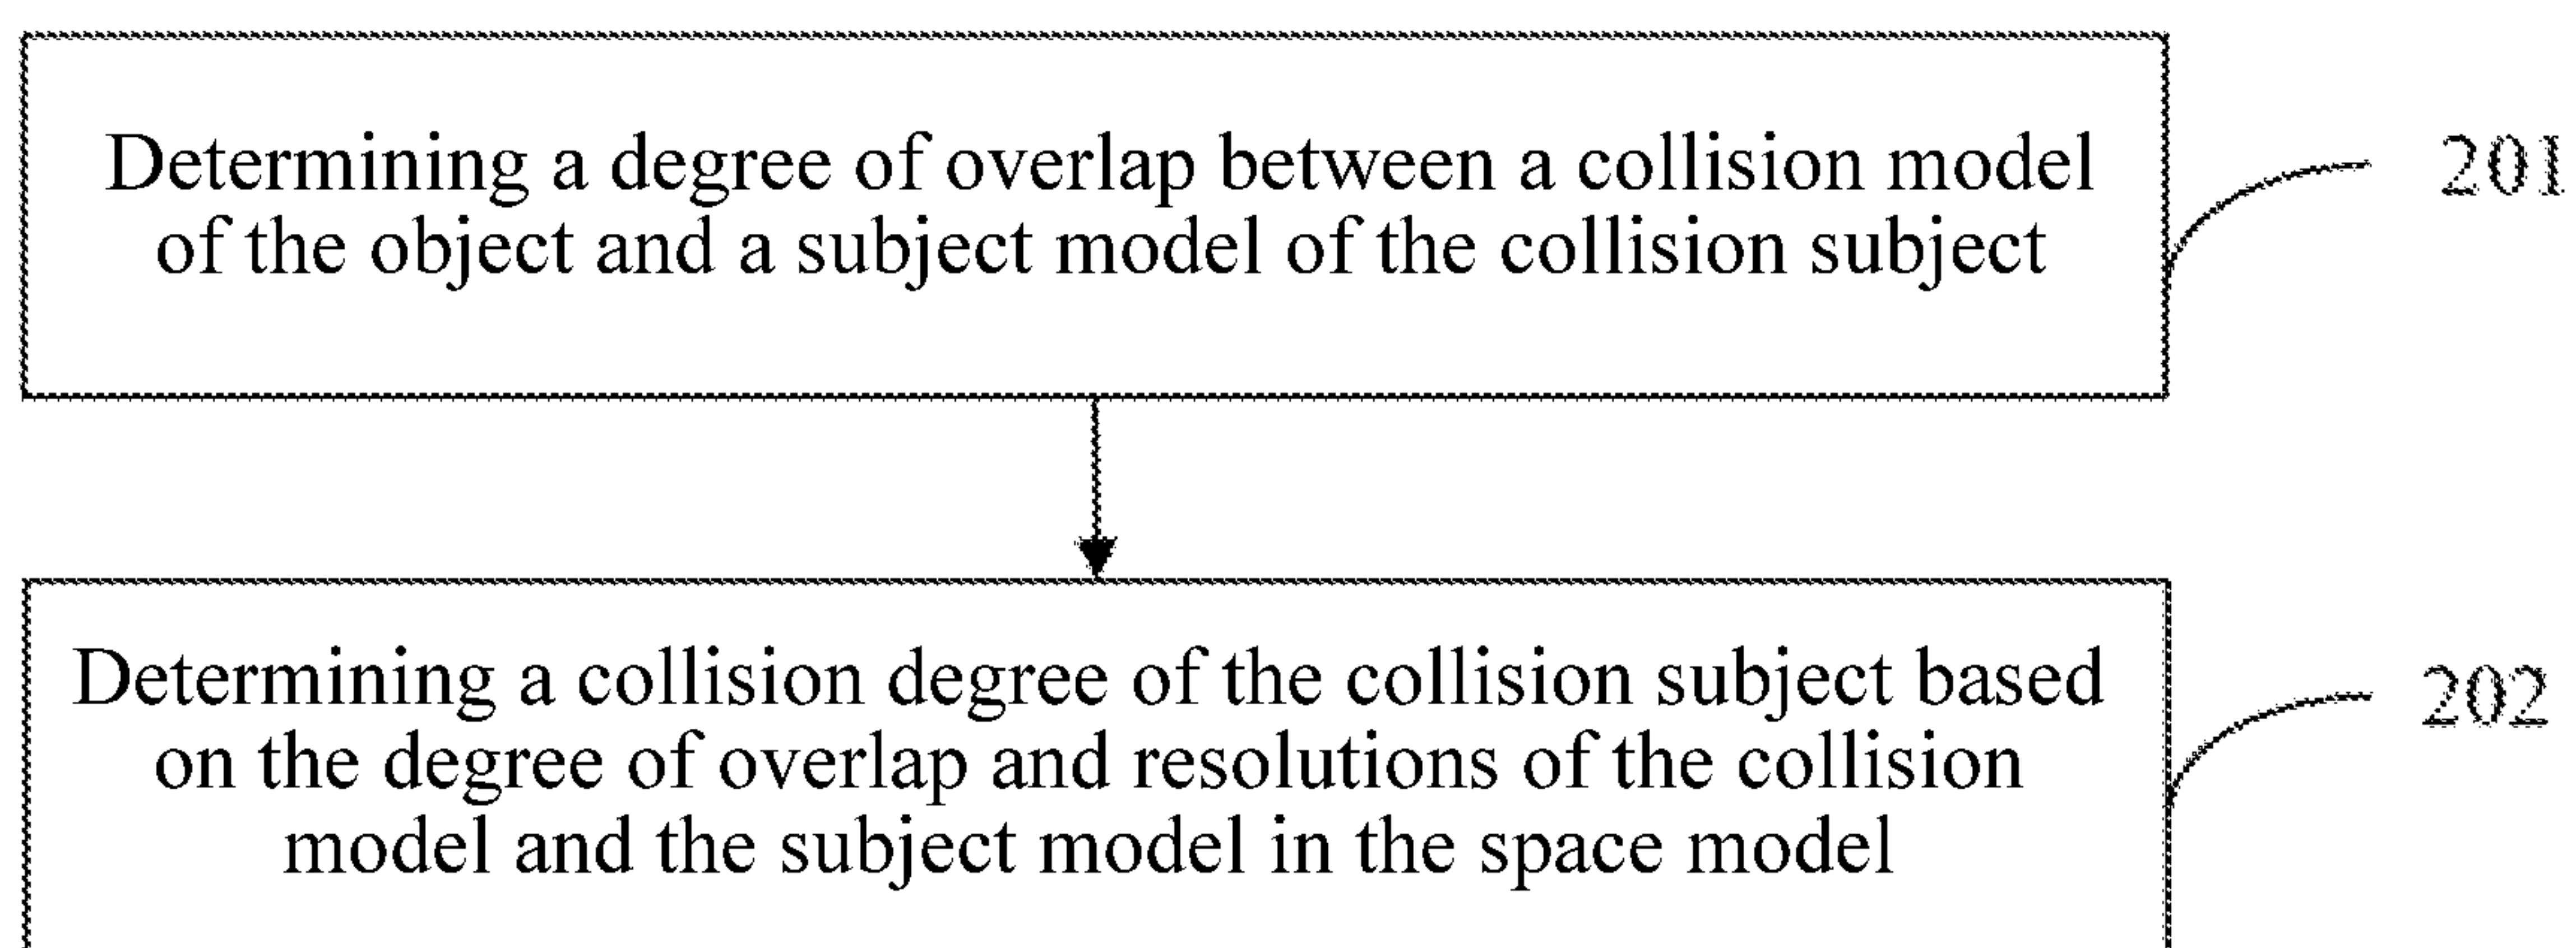 Determining a degree of overlap between a collision model
of the object and a subject model of the collision subject
201
Determining a collision degree of the collision subject based
on the degree of overlap and resolutions of the collision
model and the subject model in the space model
202